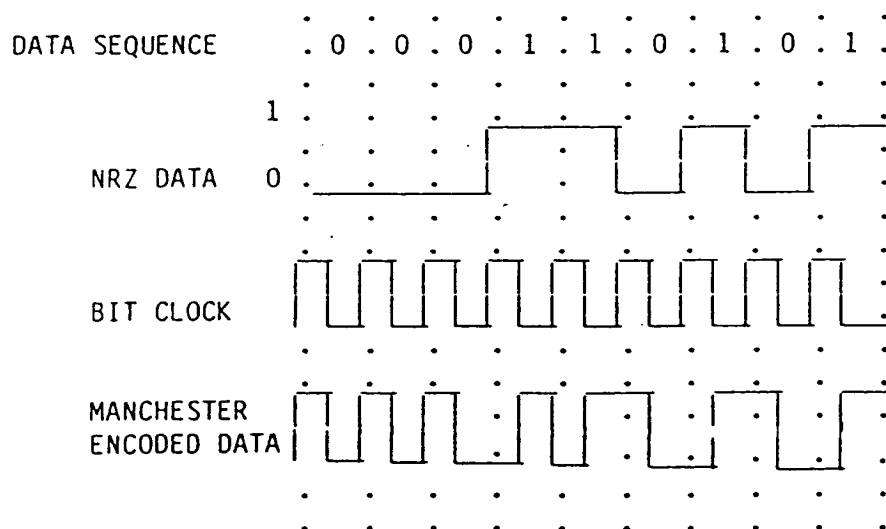 DATA SEQUENCE . 0 . 0 . 0 . 1 . 1 . 0 . 1 . 0 . 1 .
1
NRZ DATA 0
BIT CLOCK
MANCHESTER
ENCODED DATA